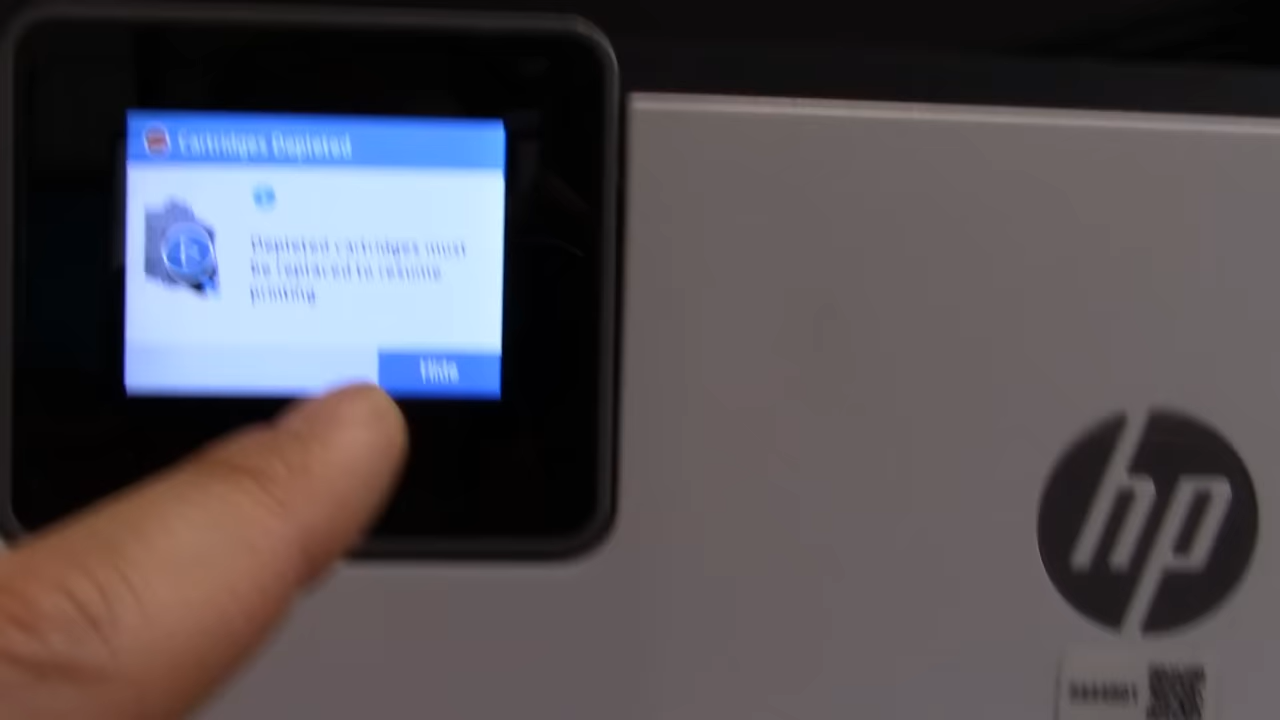 Cartridges Depleted
Depleted cartridges must
be replaced to resume
printing
Hide
hp